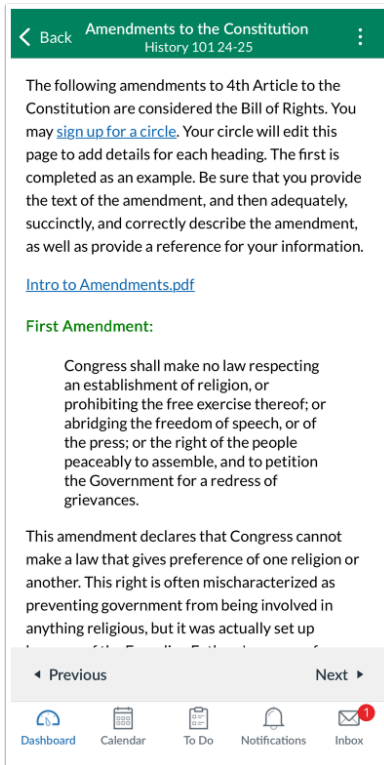 Back
Amendments to the Constitution
History 101 24-25
The following amendments to 4th Article to the
Constitution are considered the Bill of Rights. You
may sign up for a circle. Your circle will edit this
page to add details for each heading. The first is
completed as an example. Be sure that you provide
the text of the amendment, and then adequately,
succinctly, and correctly describe the amendment,
as well as provide a reference for your information.
Intro to Amendments.pdf
First Amendment:
Congress shall make no law respecting
an establishment of religion, or
prohibiting the free exercise thereof; or
abridging the freedom of speech, or of
the press; or the right of the people
peaceably to assemble, and to petition
the Government for a redress of
grievances.
This amendment declares that Congress cannot
make a law that gives preference of one religion or
another. This right is often mischaracterized as
preventing government from being involved in
anything religious, but it was actually set up
Previous
Next
1
Dashboard
Calendar
To Do
Notifications
Inbox